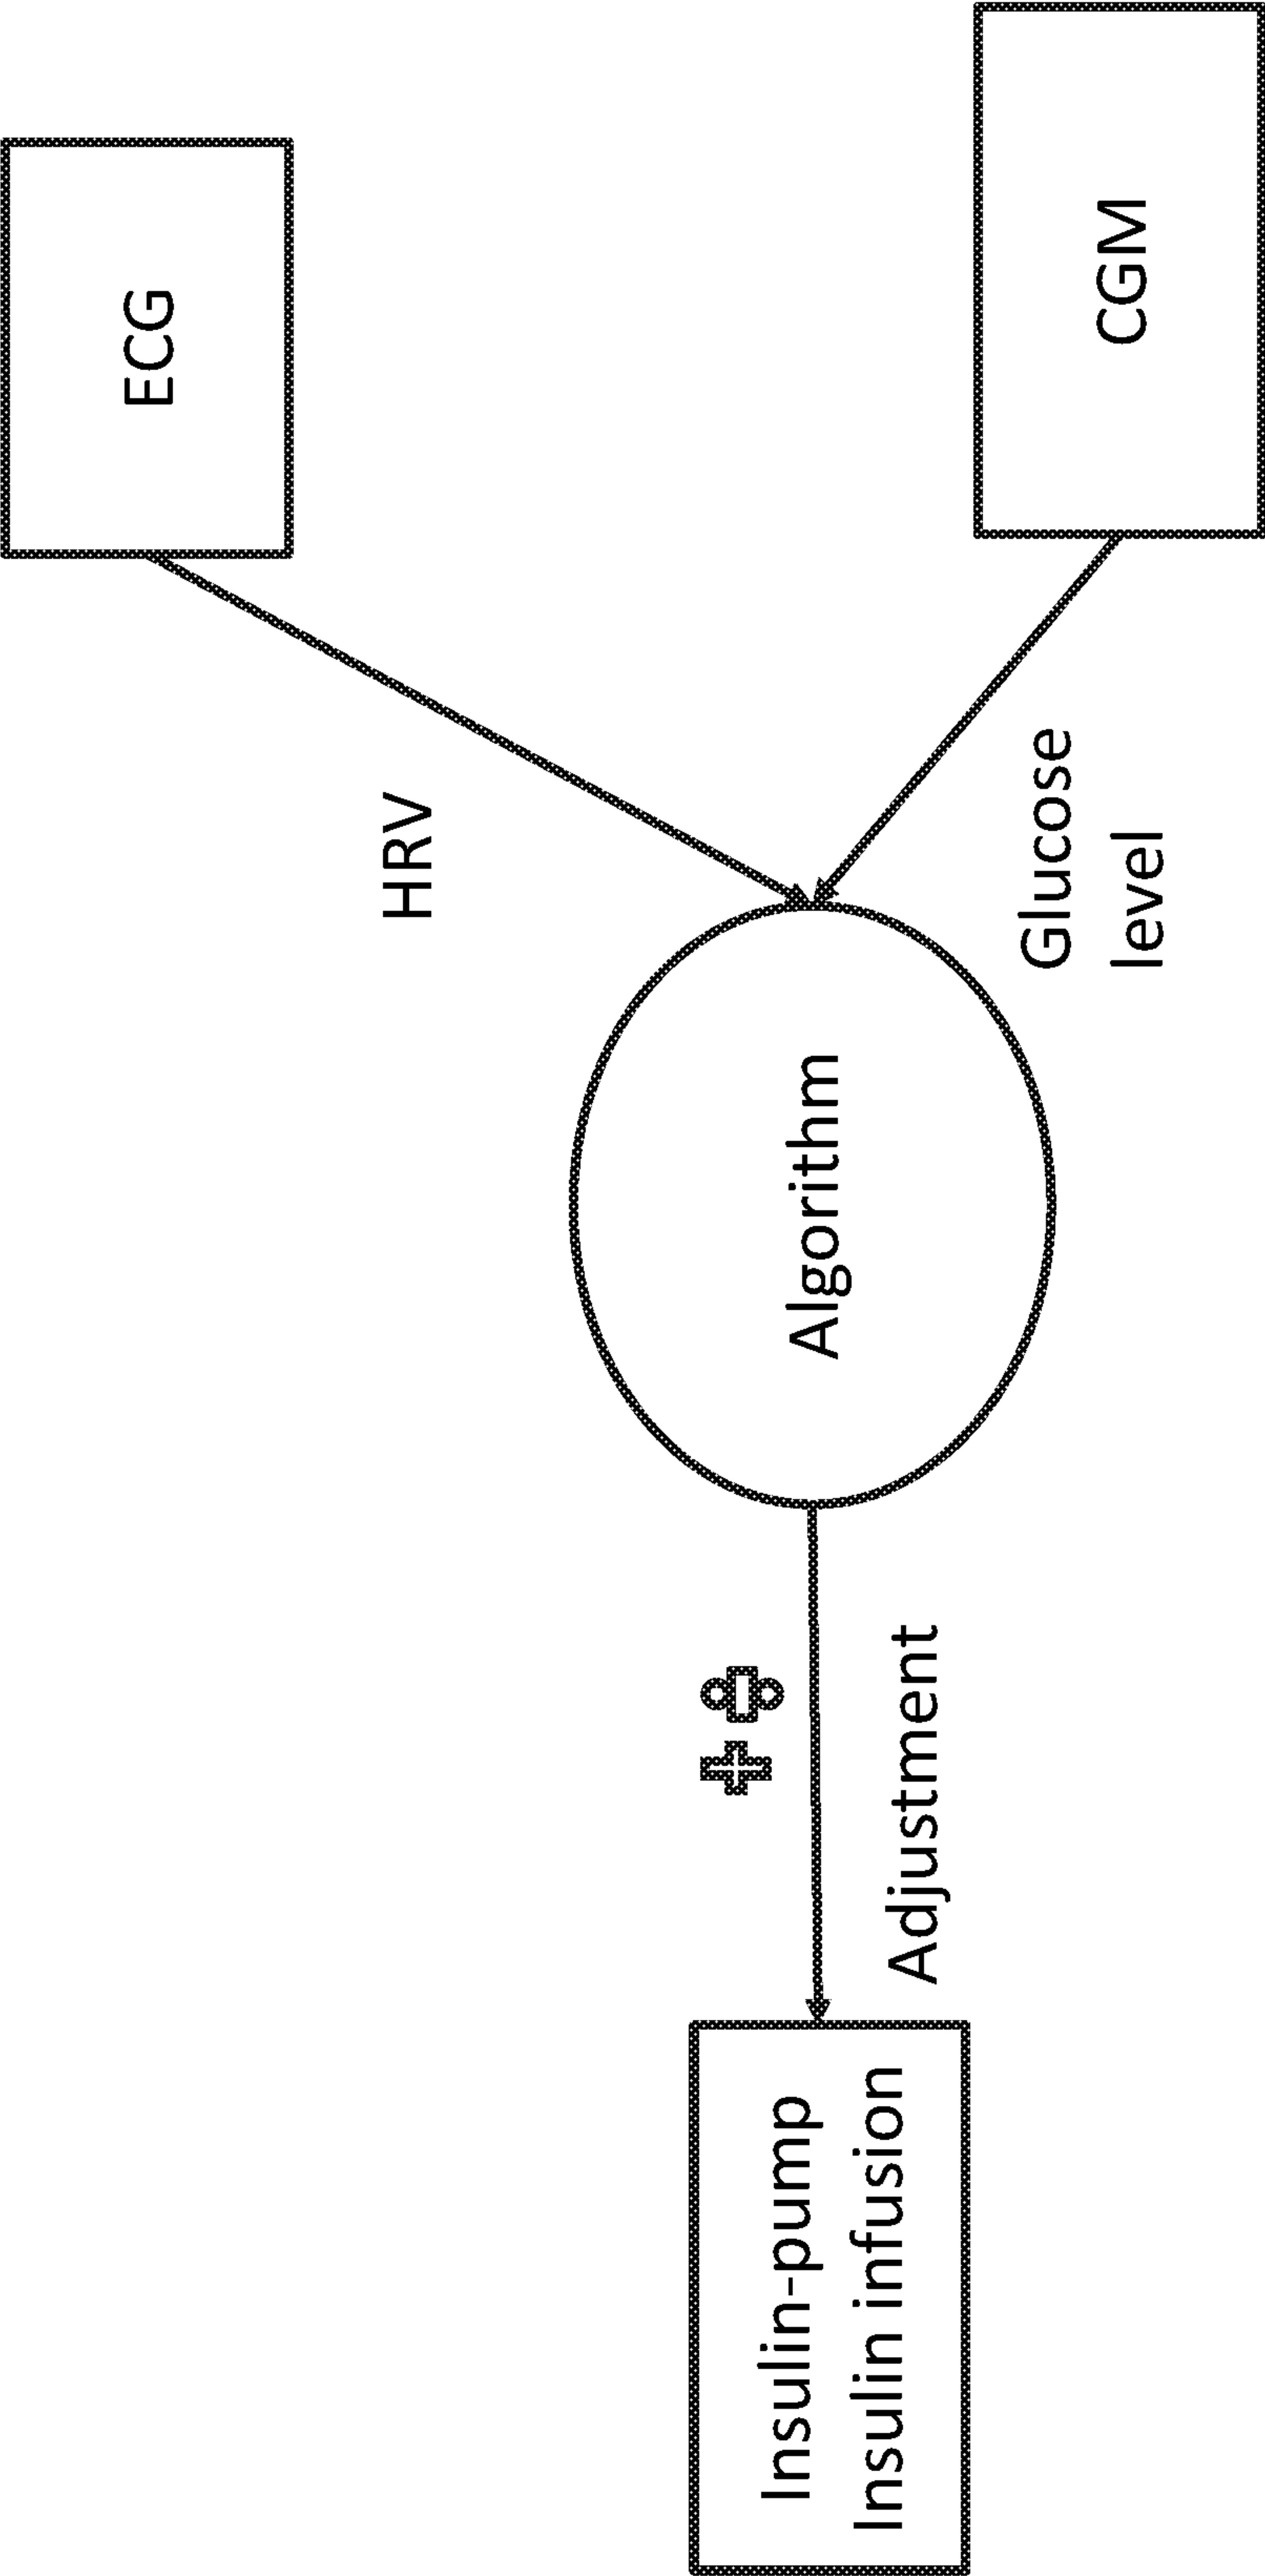 ECG
HRV
+ ÷
Insulin-pump
Insulin infusion
Algorithm
Adjustment
Glucose
level
CGM